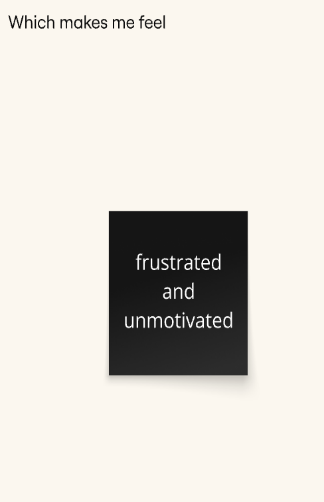 Which makes me feel
frustrated
and
unmotivated